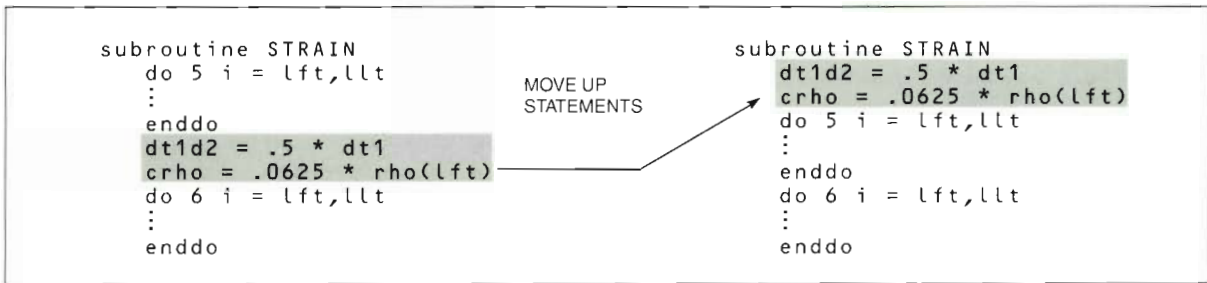 subroutine STRAIN
do 5 i = lft,llt
⋮
enddo
dt1d2 = .5 * dt1
crho = .0625 * rho(lft)
do 6 i = lft,llt
⋮
enddo
MOVE UP
STATEMENTS
subroutine STRAIN
dt1d2 = .5 * dt1
crho = .0625 * rho(lft)
do 5 i = lft,llt
⋮
enddo
do 6 i = lft,llt
⋮
enddo